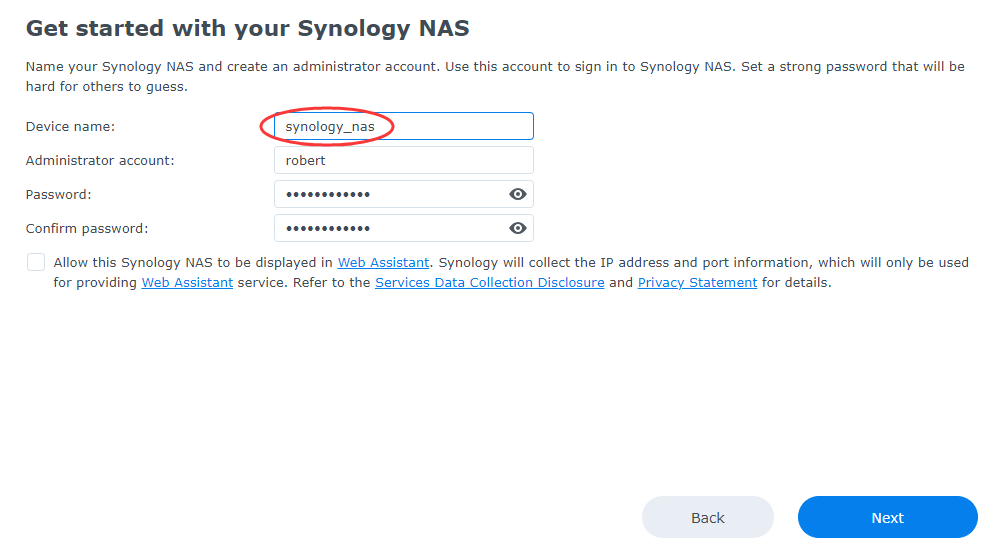 Get started with your Synology NAS
Name your Synology NAS and create an administrator account. Use this account to sign in to Synology NAS. Set a strong password that will be
hard for others to guess.
Device name:
synology_nas
Administrator account:
robert
Password:
••••••••••••
Confirm password:
••••••••••••
Allow this Synology NAS to be displayed in Web Assistant. Synology will collect the IP address and port information, which will only be used
for providing Web Assistant service. Refer to the Services Data Collection Disclosure and Privacy Statement for details.
Back
Next